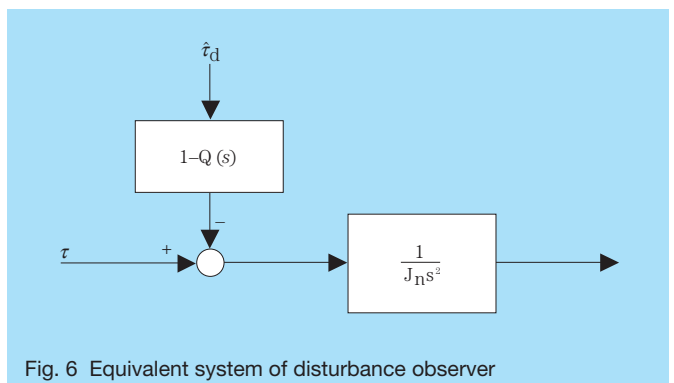 τ̂d
1–Q (s)
–
τ
+
1
Jns²
Fig. 6 Equivalent system of disturbance observer